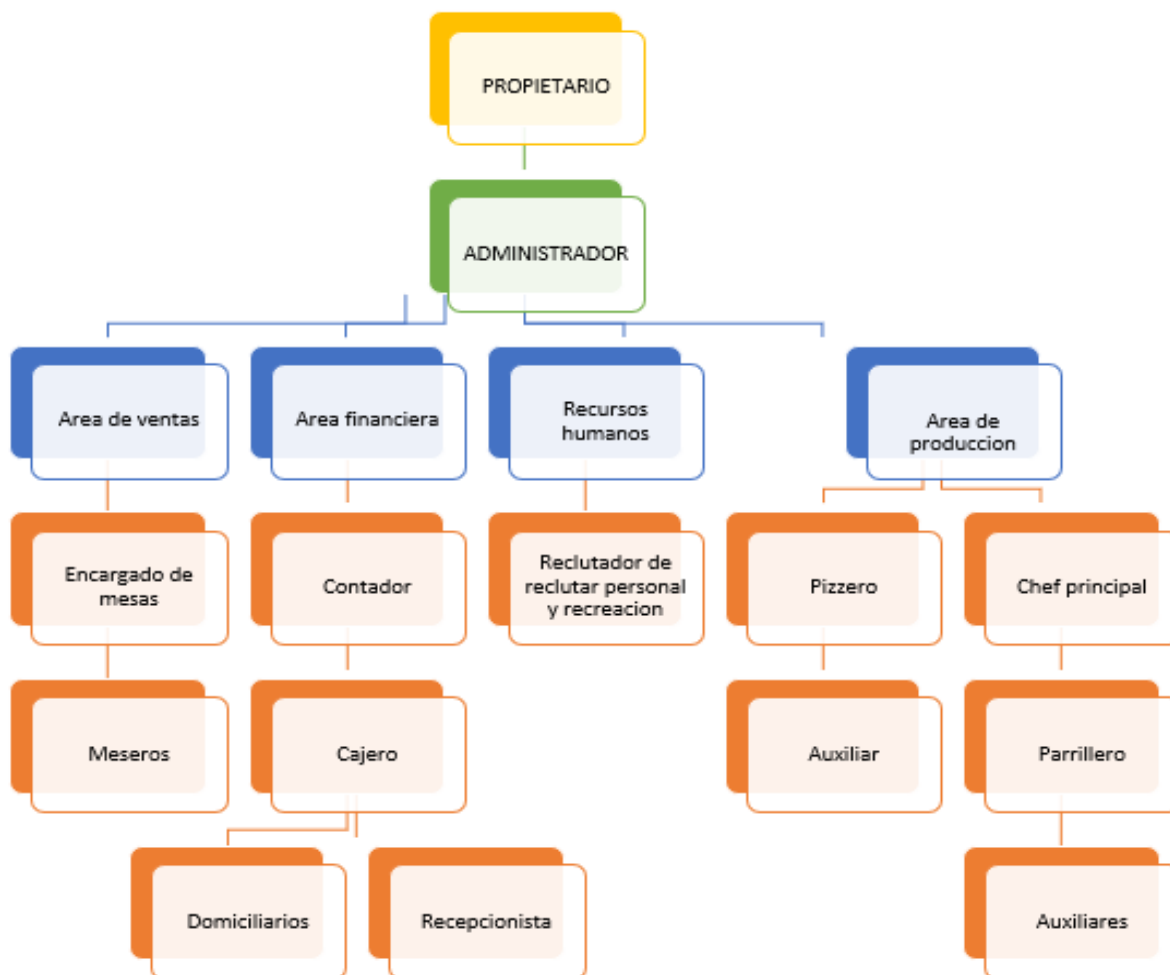 PROPIETARIO
ADMINISTRADOR
Area de ventas
Area financiera
Recursos
humanos
Area de
produccion
Encargado de
mesas
Contador
Reclutador de
reclutar personal
y recreacion
Pizzero
Chef principal
Meseros
Cajero
Auxiliar
Parrillero
Domiciliarios
Recepcionista
Auxiliares